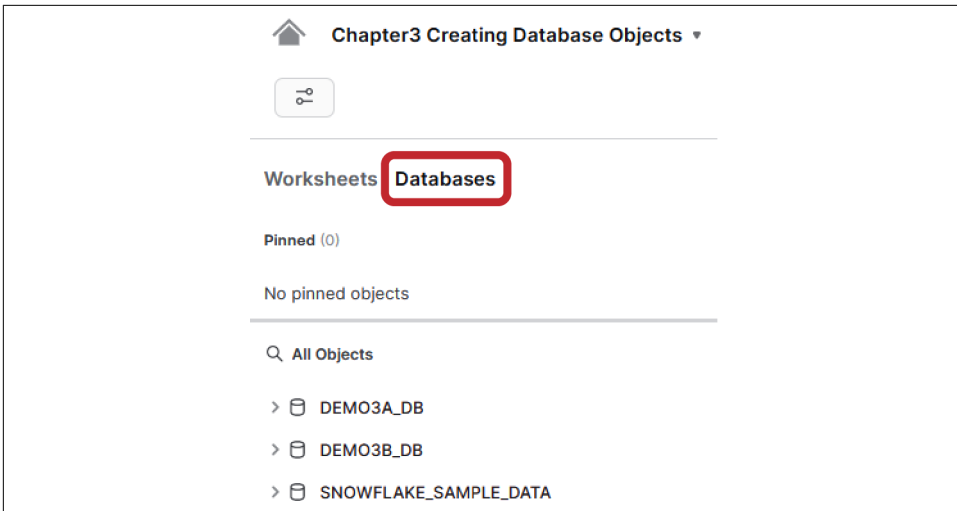 Chapter3 Creating Database Objects
Worksheets Databases
Pinned (0)
No pinned objects
All Objects
DEMO3A_DB
DEMO3B_DB
SNOWFLAKE_SAMPLE_DATA